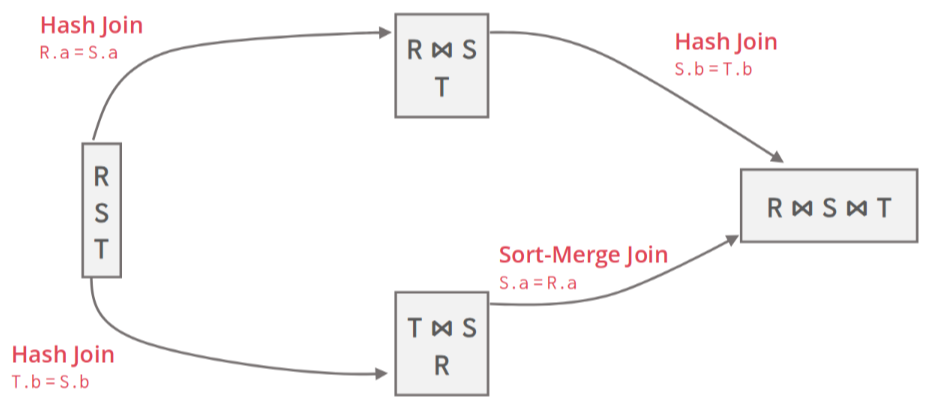 Hash Join
R.a=S.a
R ⋈ S
T
Hash Join
S.b=T.b
R
S
T
R ⋈ S ⋈ T
Sort-Merge Join
S.a=R.a
T ⋈ S
R
Hash Join
T.b=S.b